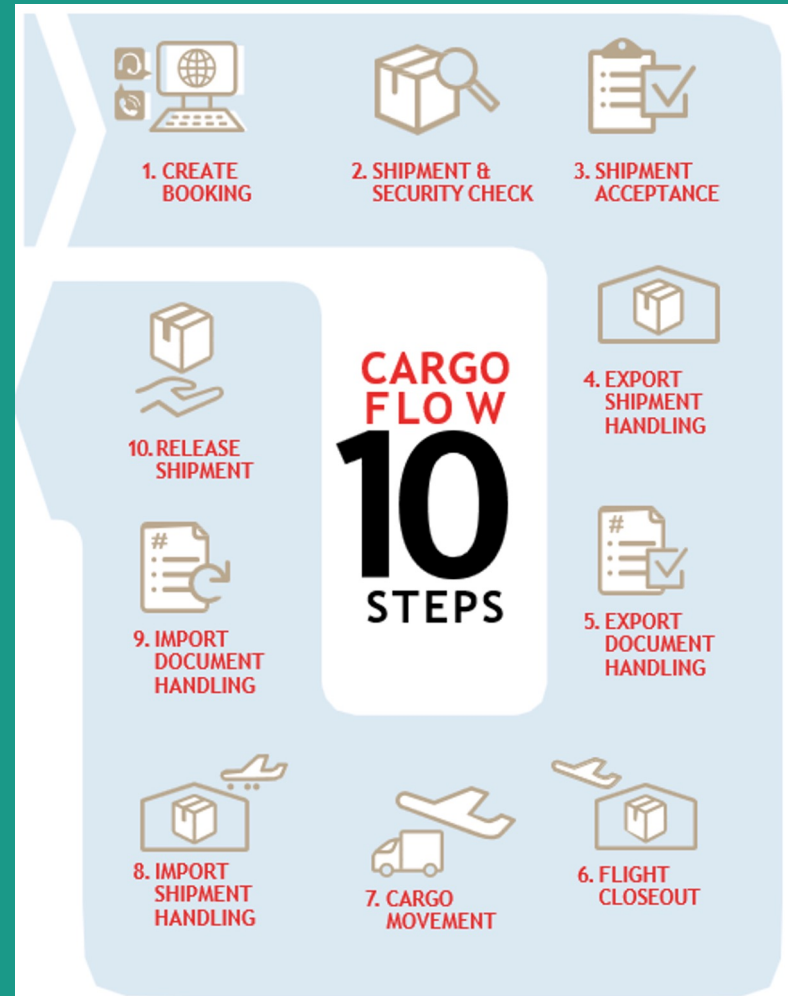 1. CREATE
BOOKING
2. SHIPMENT &
SECURITY CHECK
3. SHIPMENT
ACCEPTANCE
4. EXPORT
SHIPMENT
HANDLING
5. EXPORT
DOCUMENT
HANDLING
6. FLIGHT
CLOSEOUT
7. CARGO
MOVEMENT
8. IMPORT
SHIPMENT
HANDLING
9. IMPORT
DOCUMENT
HANDLING
10. RELEASE
SHIPMENT
CARGO
FLOW
10
STEPS
#
#